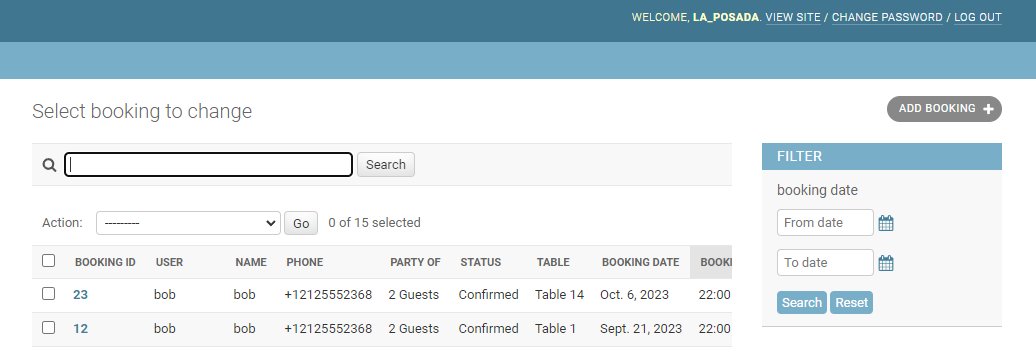 WELCOME, LA_POSADA. VIEW SITE / CHANGE PASSWORD / LOG OUT
Select booking to change
ADD BOOKING +
Search
Action: --------- Go 0 of 15 selected
BOOKING ID USER NAME PHONE PARTY OF STATUS TABLE BOOKING DATE
23 bob bob +12125552368 2 Guests Confirmed Table 14 Oct. 6, 2023 22:00
12 bob bob +12125552368 2 Guests Confirmed Table 1 Sept. 21, 2023 22:00
FILTER
booking date
From date
To date
Search Reset